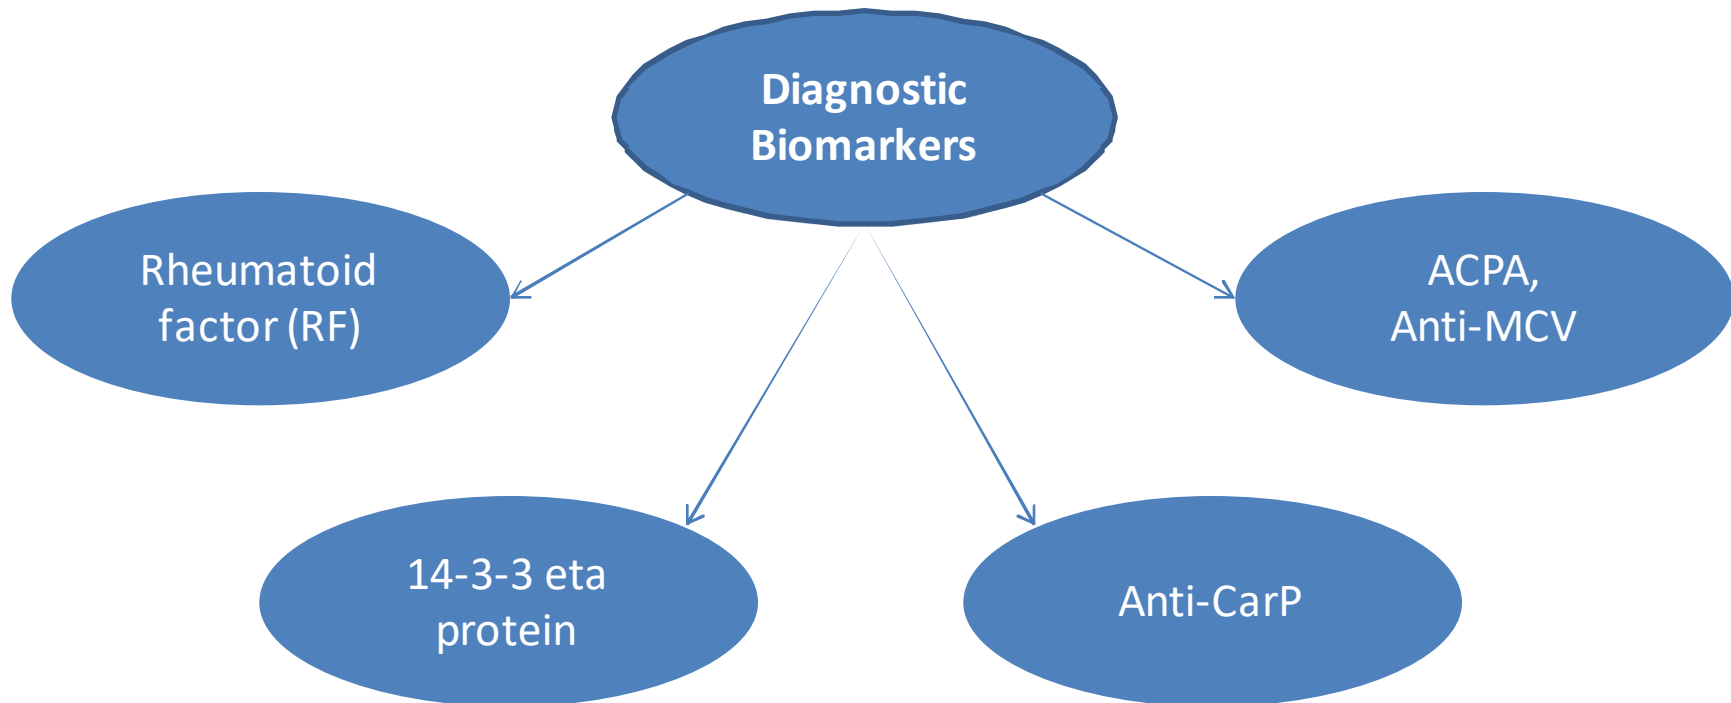 Diagnostic
Biomarkers
Rheumatoid
factor (RF)
ACPA,
Anti-MCV
14-3-3 eta
protein
Anti-CarP